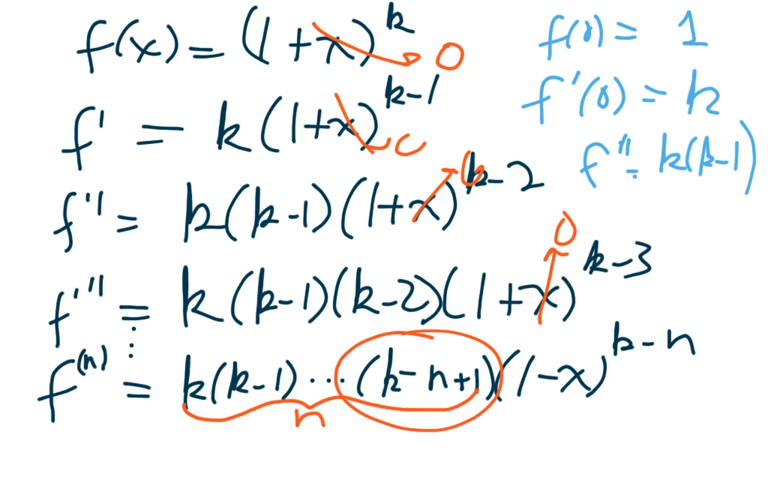 f(x) = (1+x)^k → 0
f(0) = 1
f' = k(1+x)^{k-1} 0
f'(0) = k
f'' = k(k-1)(1+x)^{k-2} 0
f'' = k(k-1)
f''' = k(k-1)(k-2)(1+x)^{k-3} 0
⋮
f^{(n)} = k(k-1)⋯(k-n+1)(1-x)^{k-n}
n